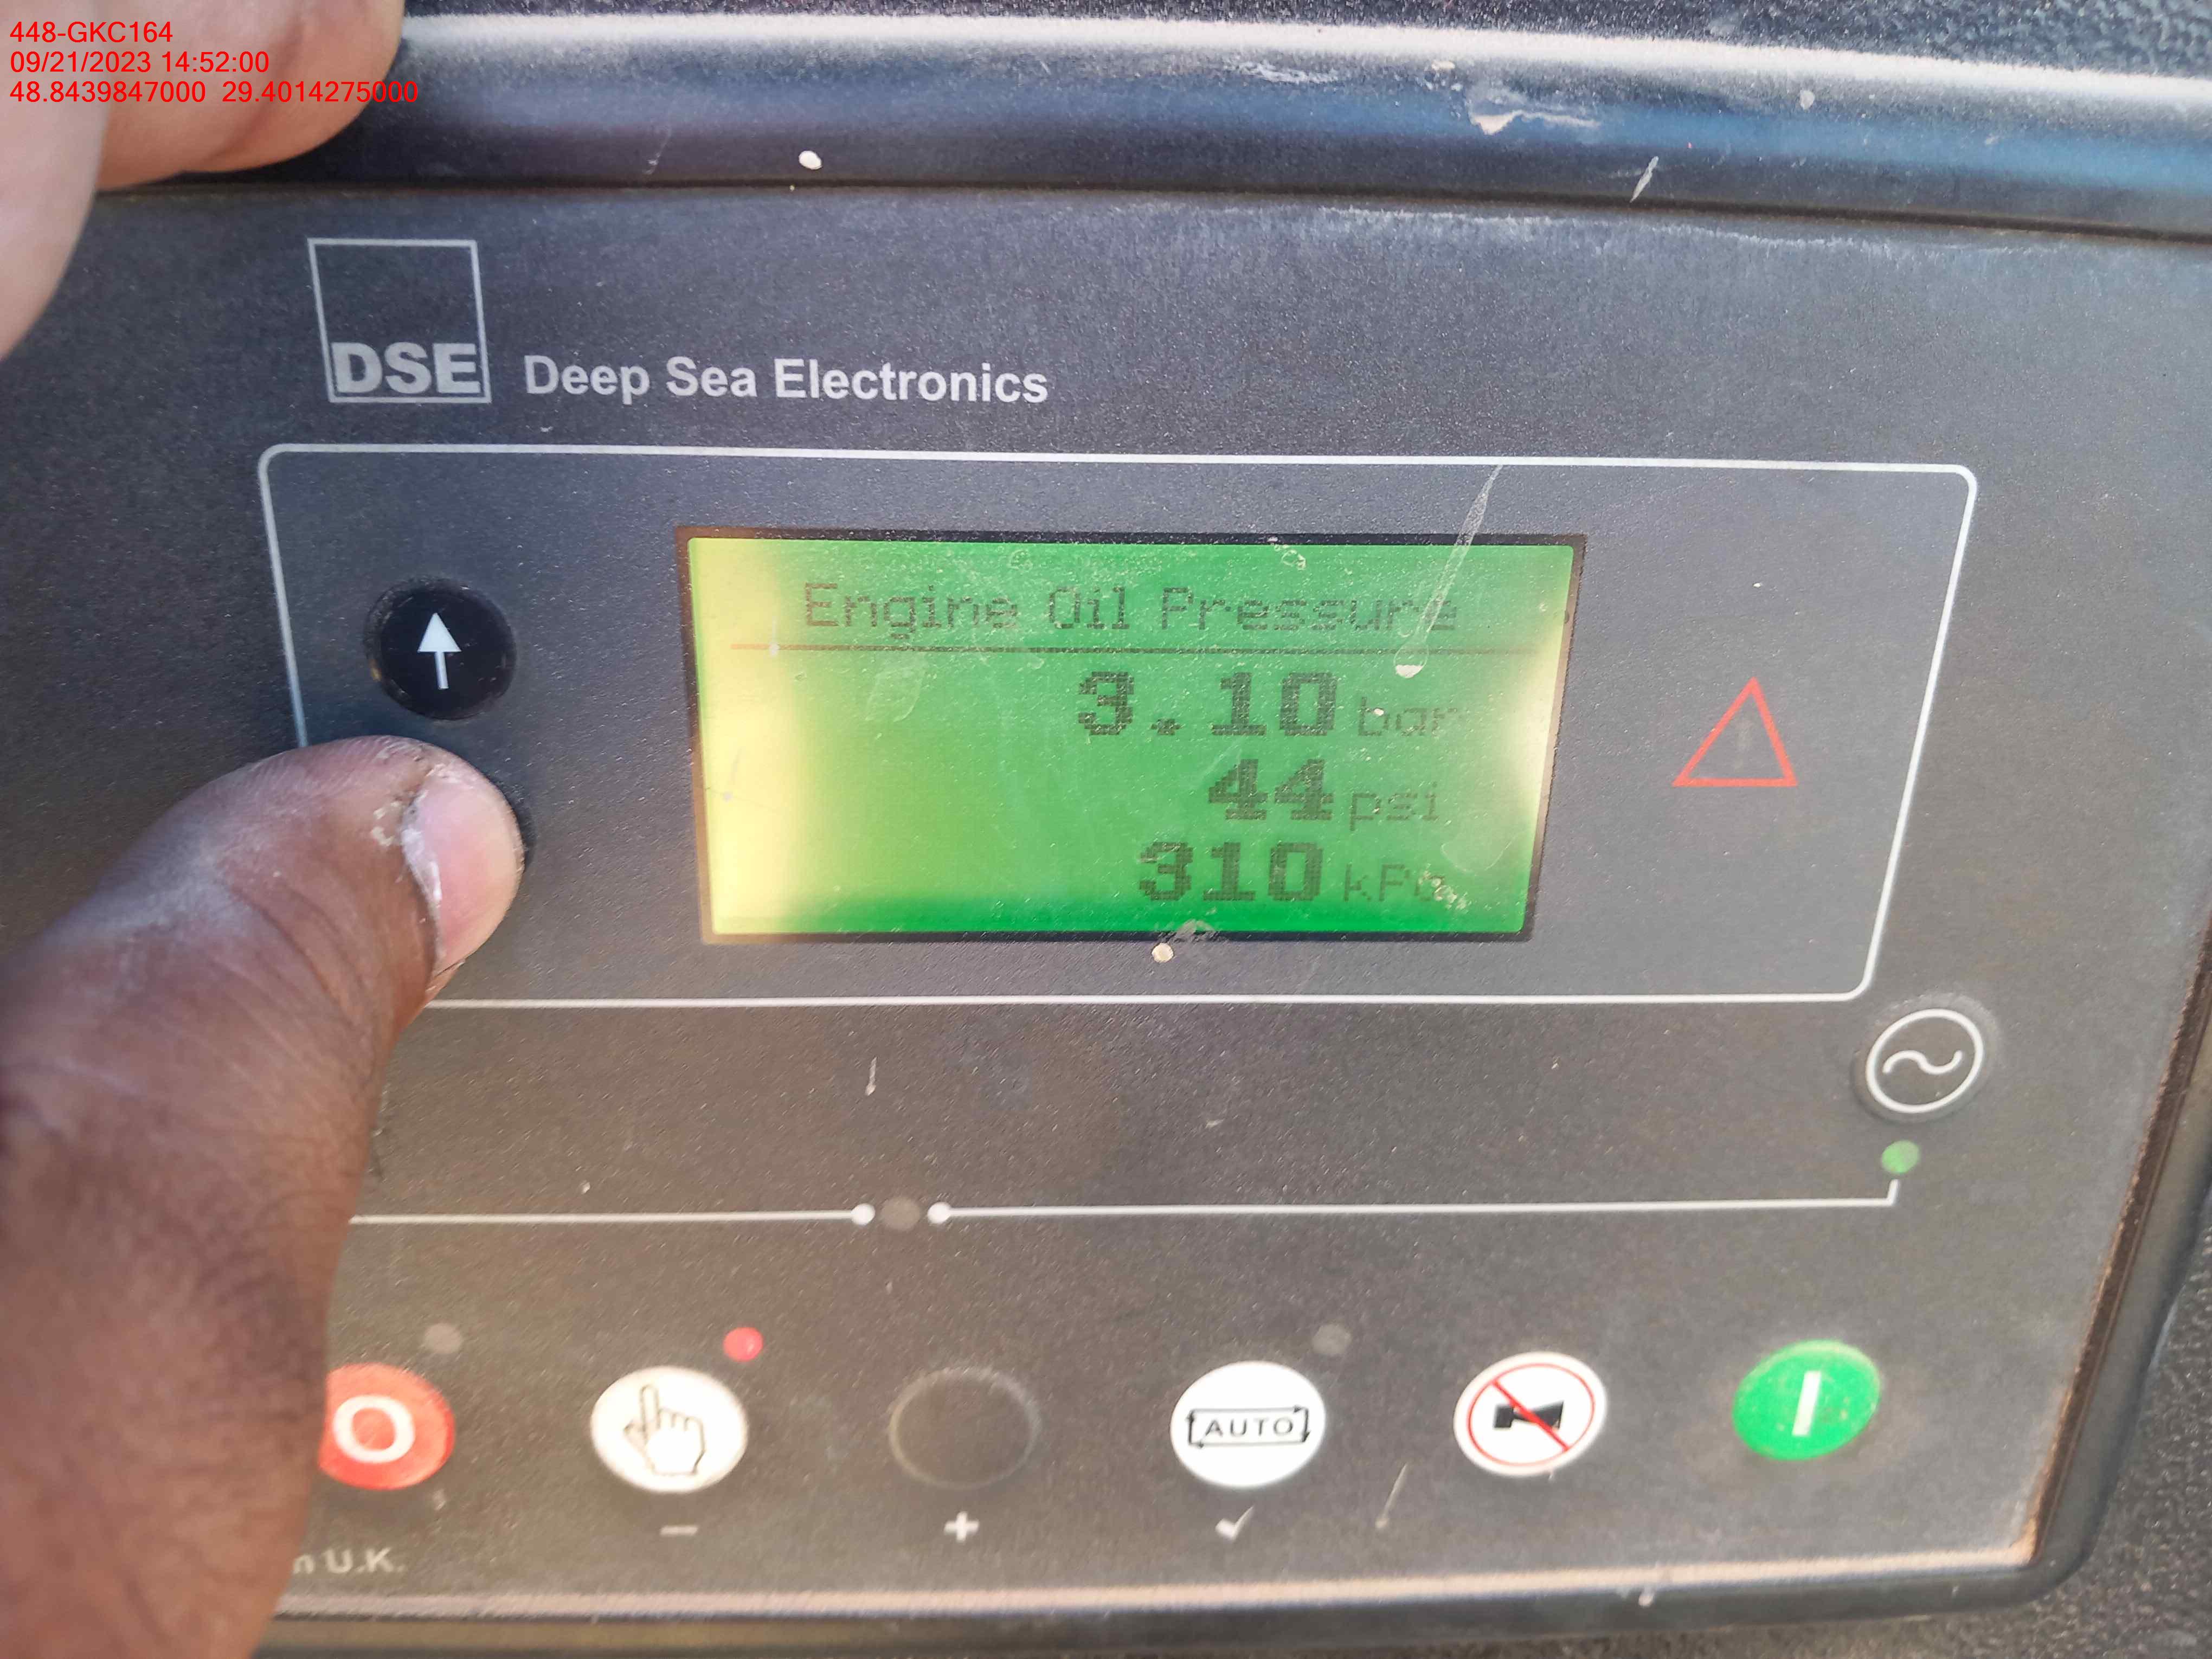 448-GKC164
09/21/2023 14:52:00
48.8439847000 29.4014275000
DSE
Deep Sea Electronics
Engine Oil Pressure
3.10 bar
44 psi
310 kPa
AUTO
- +
U.K.